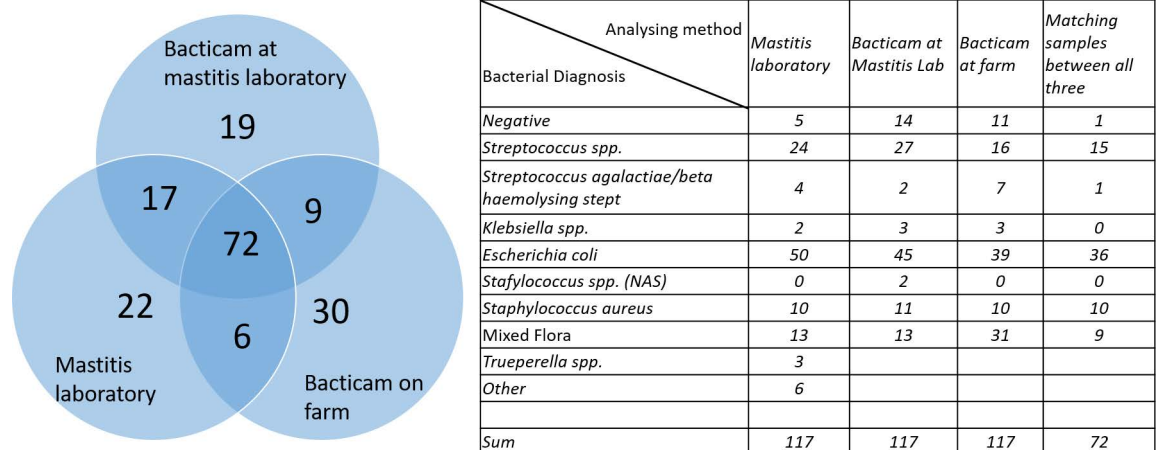 Bacticam at
mastitis laboratory
19
17
9
72
22
6
30
Mastitis
laboratory
Bacticam on
farm
Analysing method
Bacterial Diagnosis
Mastitis
laboratory
Bacticam at
Mastitis Lab
Bacticam
at farm
Matching
samples
between all
three
Negative 5 14 11 1
Streptococcus spp. 24 27 16 15
Streptococcus agalactiae/beta
haemolysing stept 4 2 7 1
Klebsiella spp. 2 3 3 0
Escherichia coli 50 45 39 36
Stafylococcus spp. (NAS) 0 2 0 0
Staphylococcus aureus 10 11 10 10
Mixed Flora 13 13 31 9
Trueperella spp. 3
Other 6
Sum 117 117 117 72